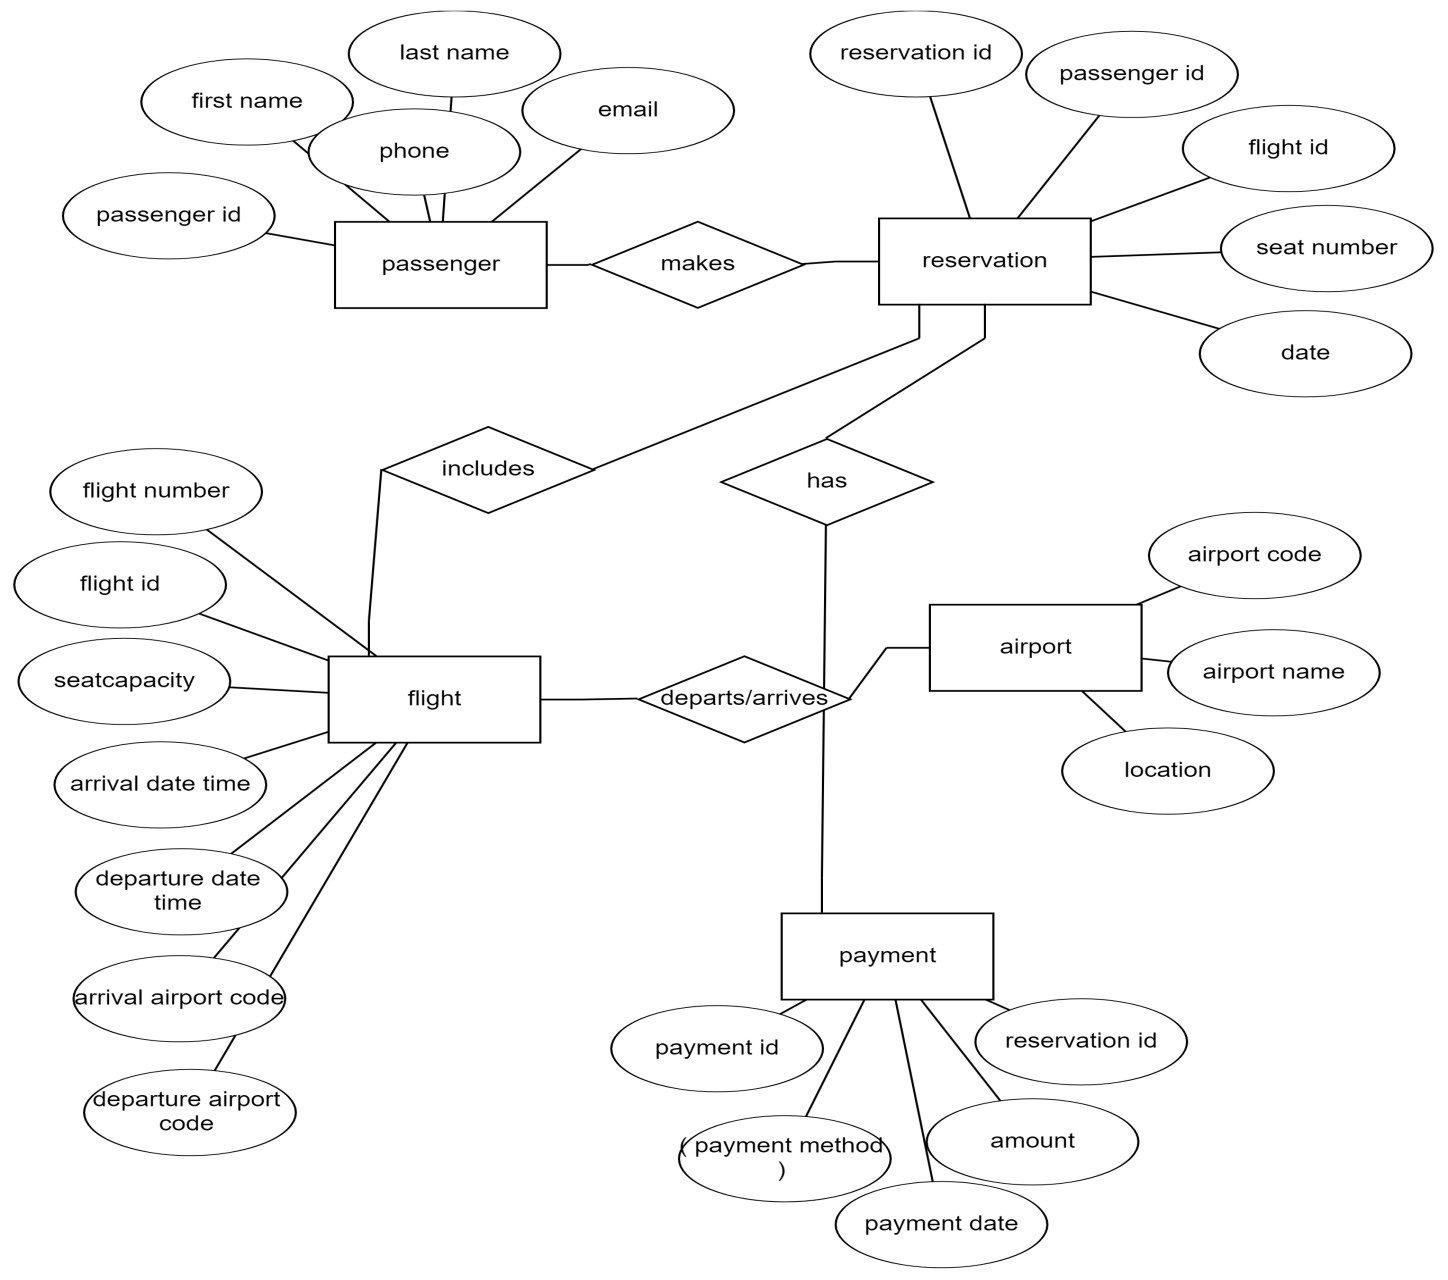 last name
reservation id
passenger id
first name
email
phone
flight id
passenger id
seat number
passenger
makes
reservation
date
includes
has
flight number
airport code
flight id
airport
airport name
seatcapacity
flight
departs/arrives
location
arrival date time
departure date
time
payment
arrival airport code
payment id
reservation id
departure airport
code
( payment method
)
amount
payment date